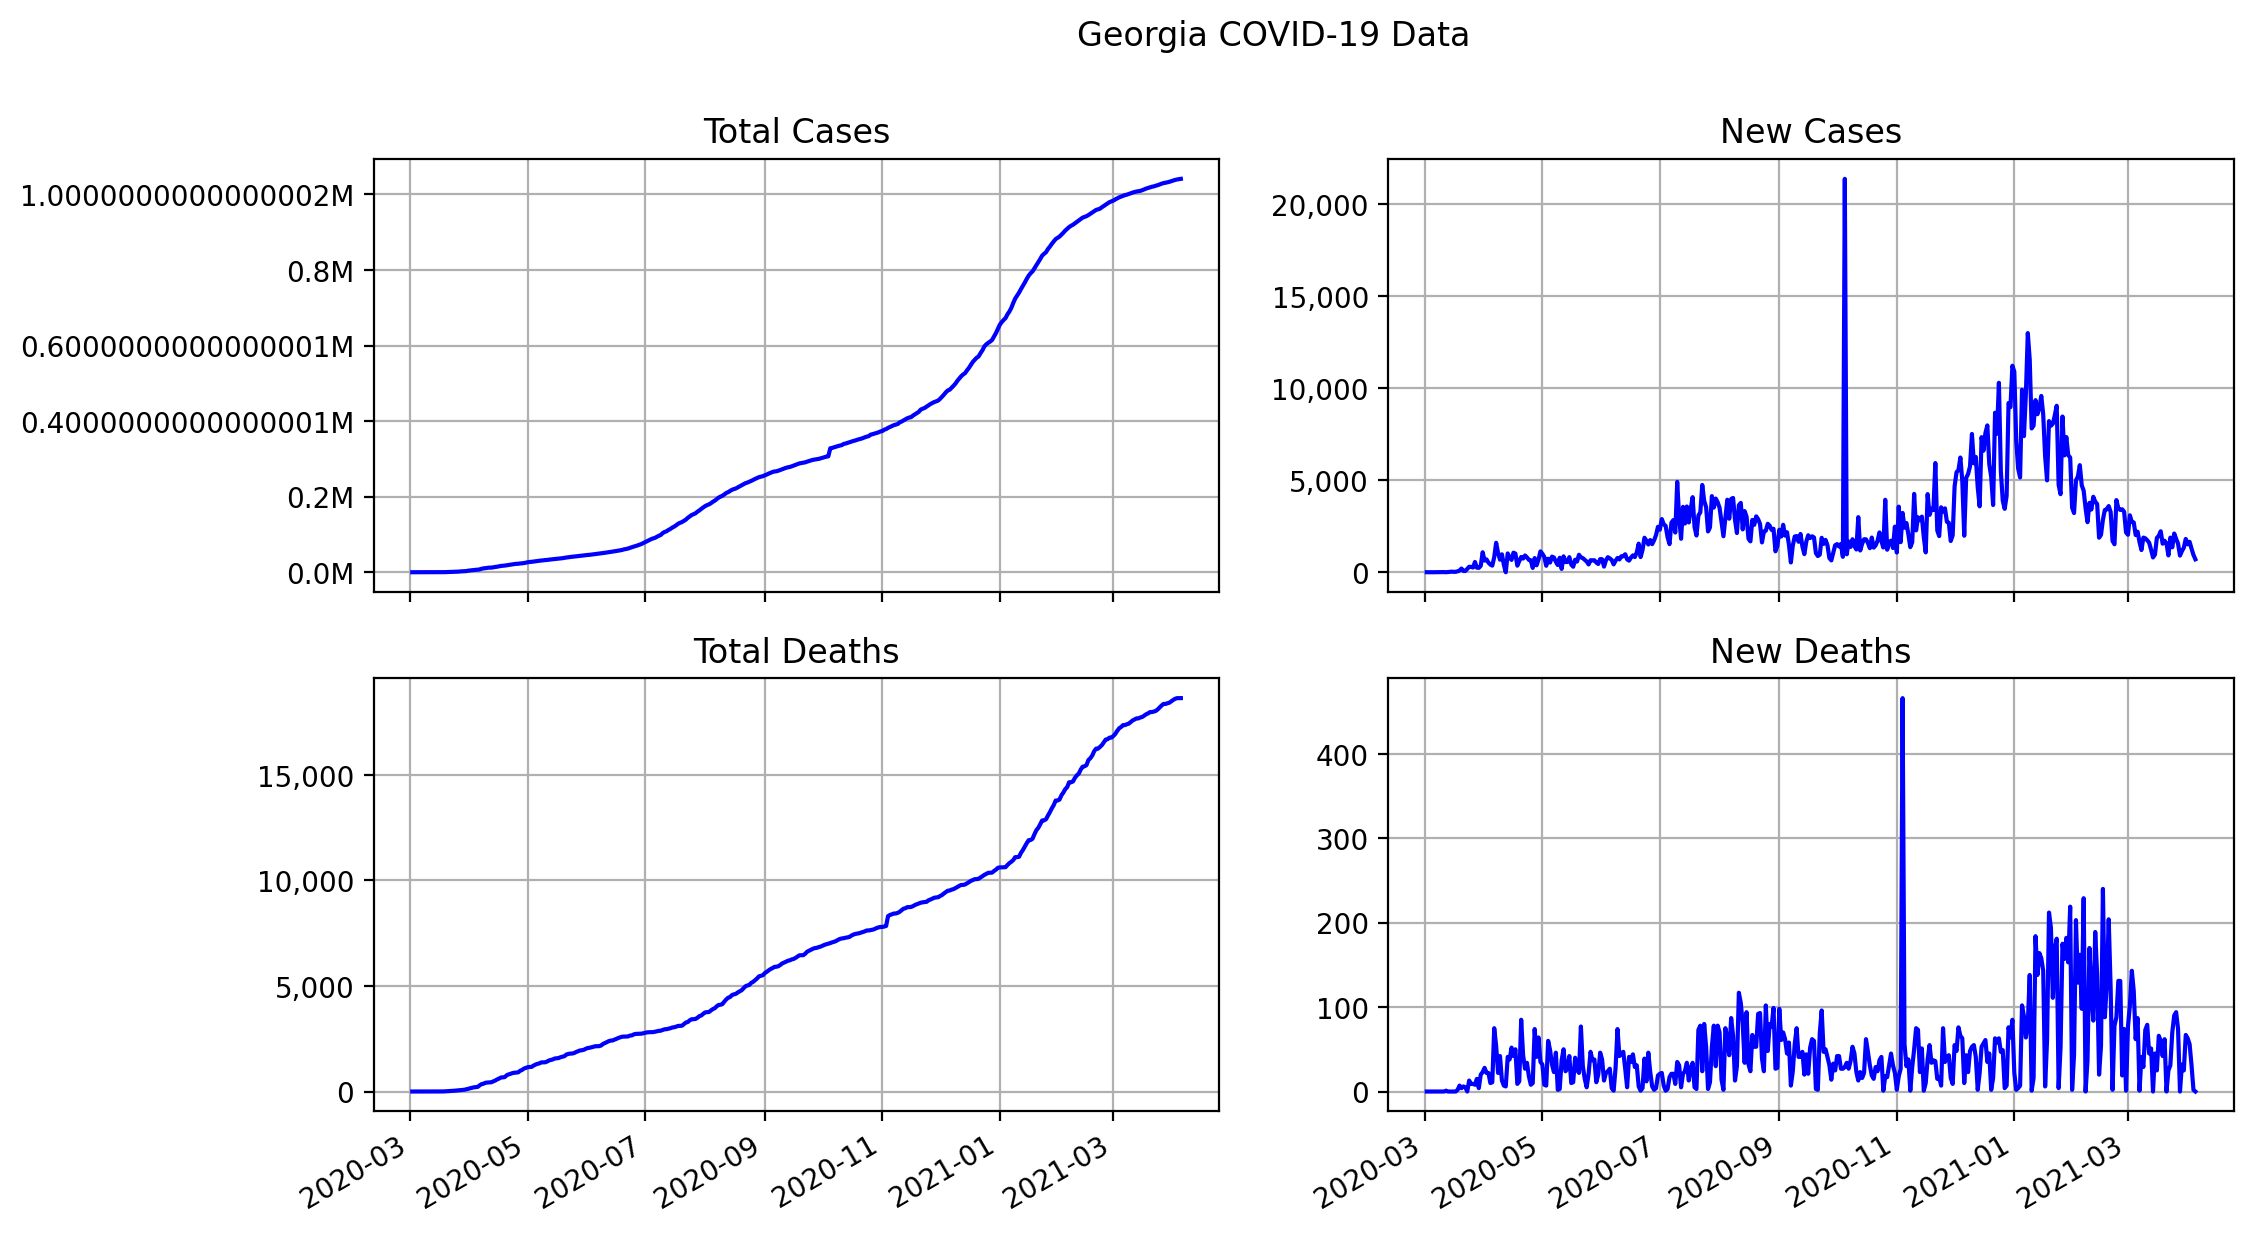 Georgia COVID-19 Data
Total Cases
1.0000000000000002M
0.8M
0.6000000000000001M
0.4000000000000001M
0.2M
0.0M
New Cases
20,000
15,000
10,000
5,000
0
Total Deaths
15,000
10,000
5,000
0
2020-03
2020-05
2020-07
2020-09
2020-11
2021-01
2021-03
New Deaths
400
300
200
100
0
2020-03
2020-05
2020-07
2020-09
2020-11
2021-01
2021-03